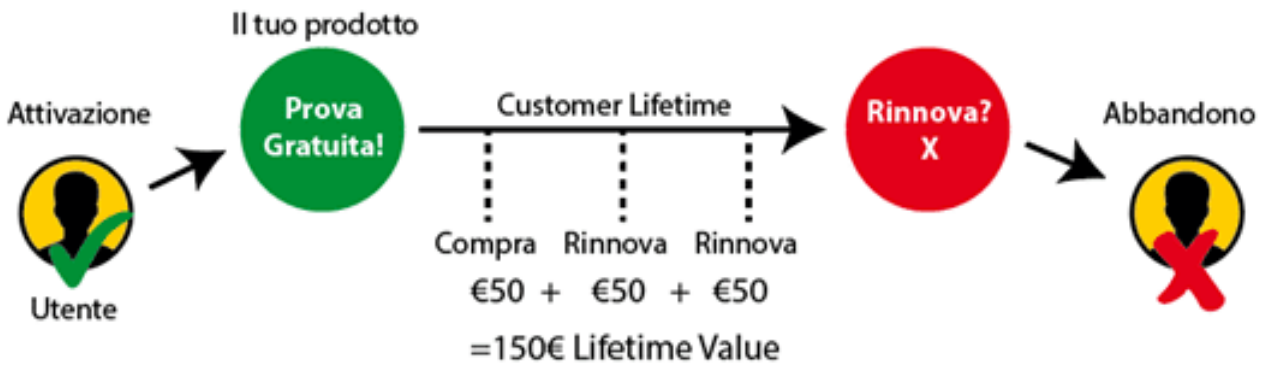 Il tuo prodotto
Attivazione
Utente
Prova
Gratuita!
Customer Lifetime
Compra Rinnova Rinnova
€50 + €50 + €50
=150€ Lifetime Value
Rinnova?
X
Abbandono